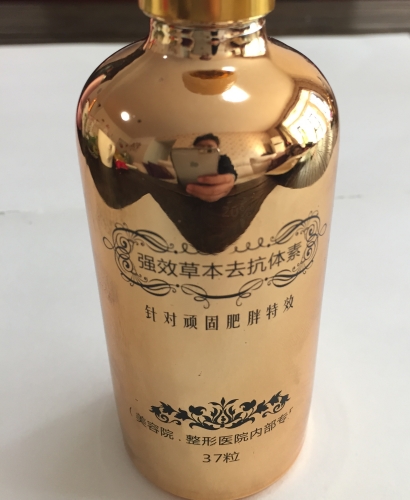 强效草本去抗体素
针对顽固肥胖特效
(美容院.整形医院内部专
37粒